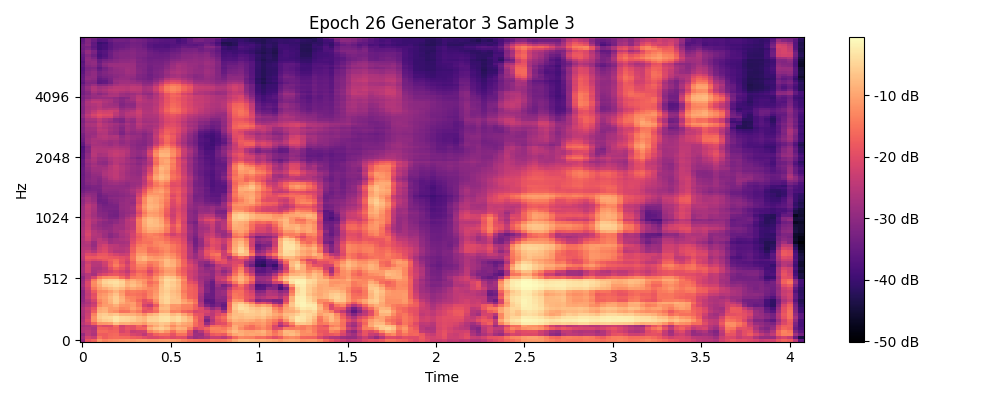 Epoch 26 Generator 3 Sample 3
Hz
4096
2048
1024
512
0
0 0.5 1 1.5 2 2.5 3 3.5 4
Time
-10 dB
-20 dB
-30 dB
-40 dB
-50 dB